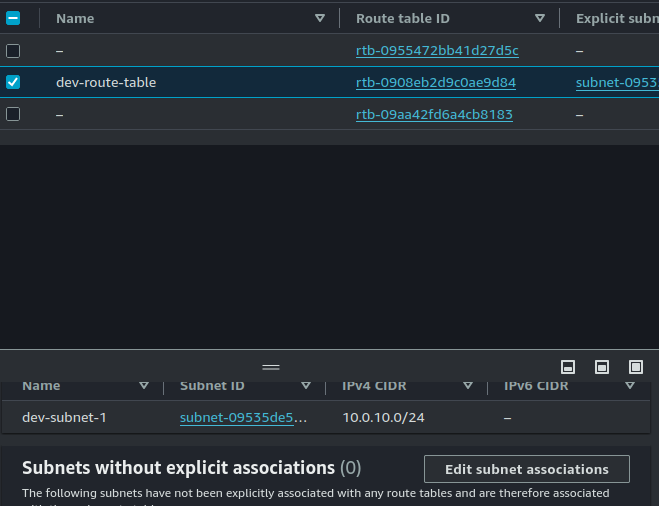 Name Route table ID Explicit subn
– rtb-0955472bb41d27d5c –
dev-route-table rtb-0908eb2d9c0ae9d84 subnet-0953
– rtb-09aa42fd6a4cb8183 –
Name Subnet ID IPv4 CIDR IPv6 CIDR
dev-subnet-1 subnet-09535de5… 10.0.10.0/24 –
Subnets without explicit associations (0) Edit subnet associations
The following subnets have not been explicitly associated with any route tables and are therefore associated